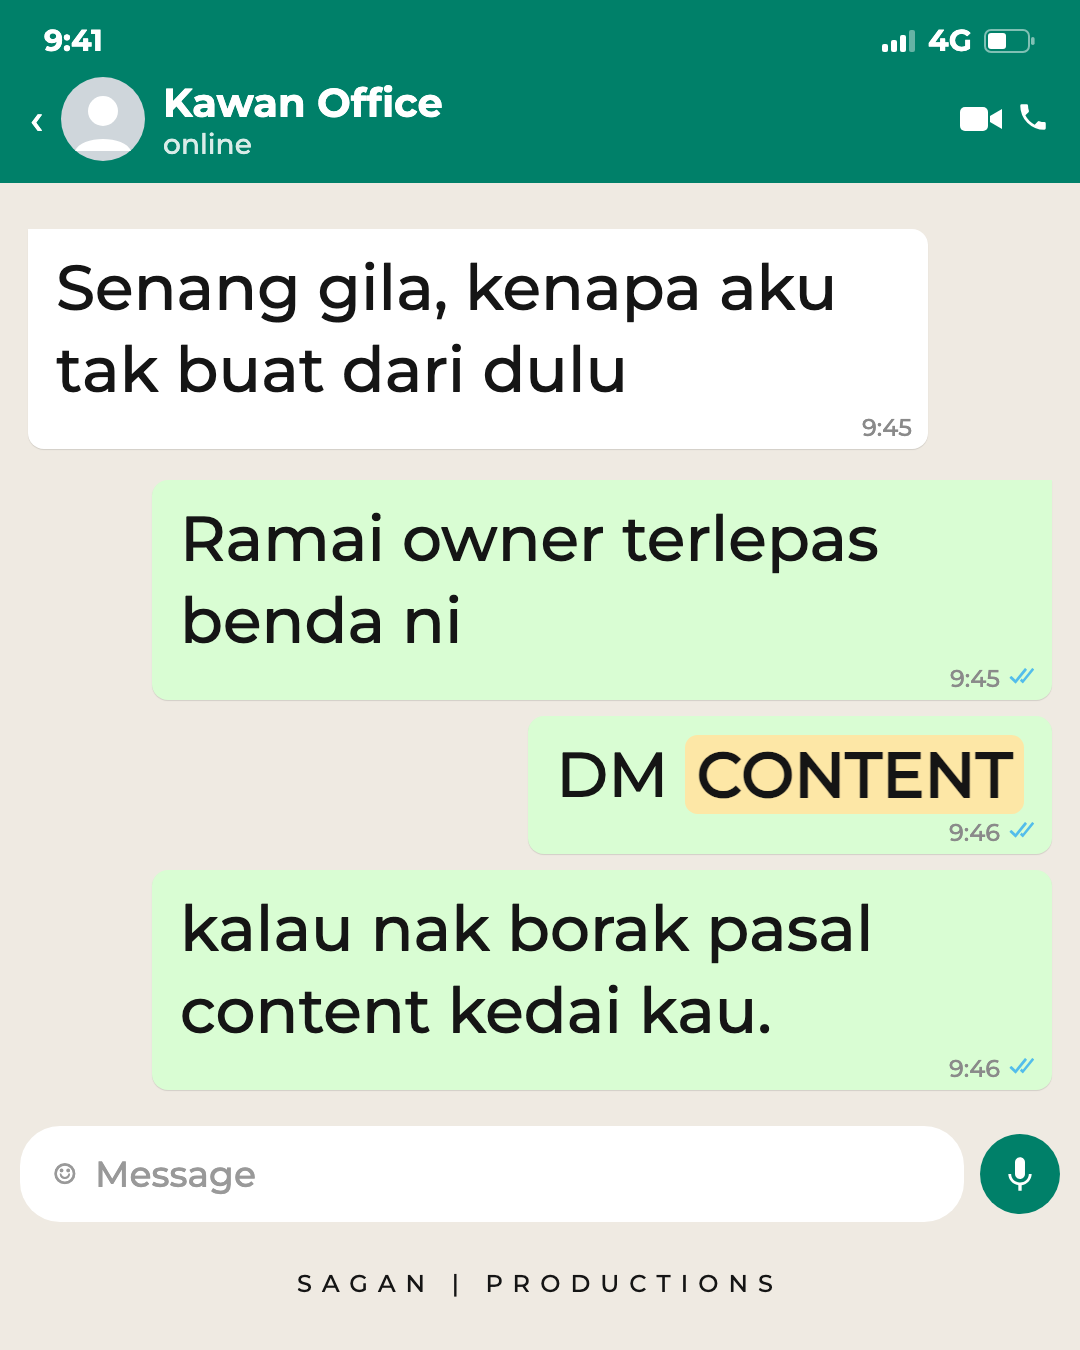 9:41
4G
Kawan Office
online
Senang gila, kenapa aku
tak buat dari dulu
9:45
Ramai owner terlepas
benda ni
9:45
DM CONTENT
9:46
kalau nak borak pasal
content kedai kau.
9:46
Message
SAGAN | PRODUCTIONS